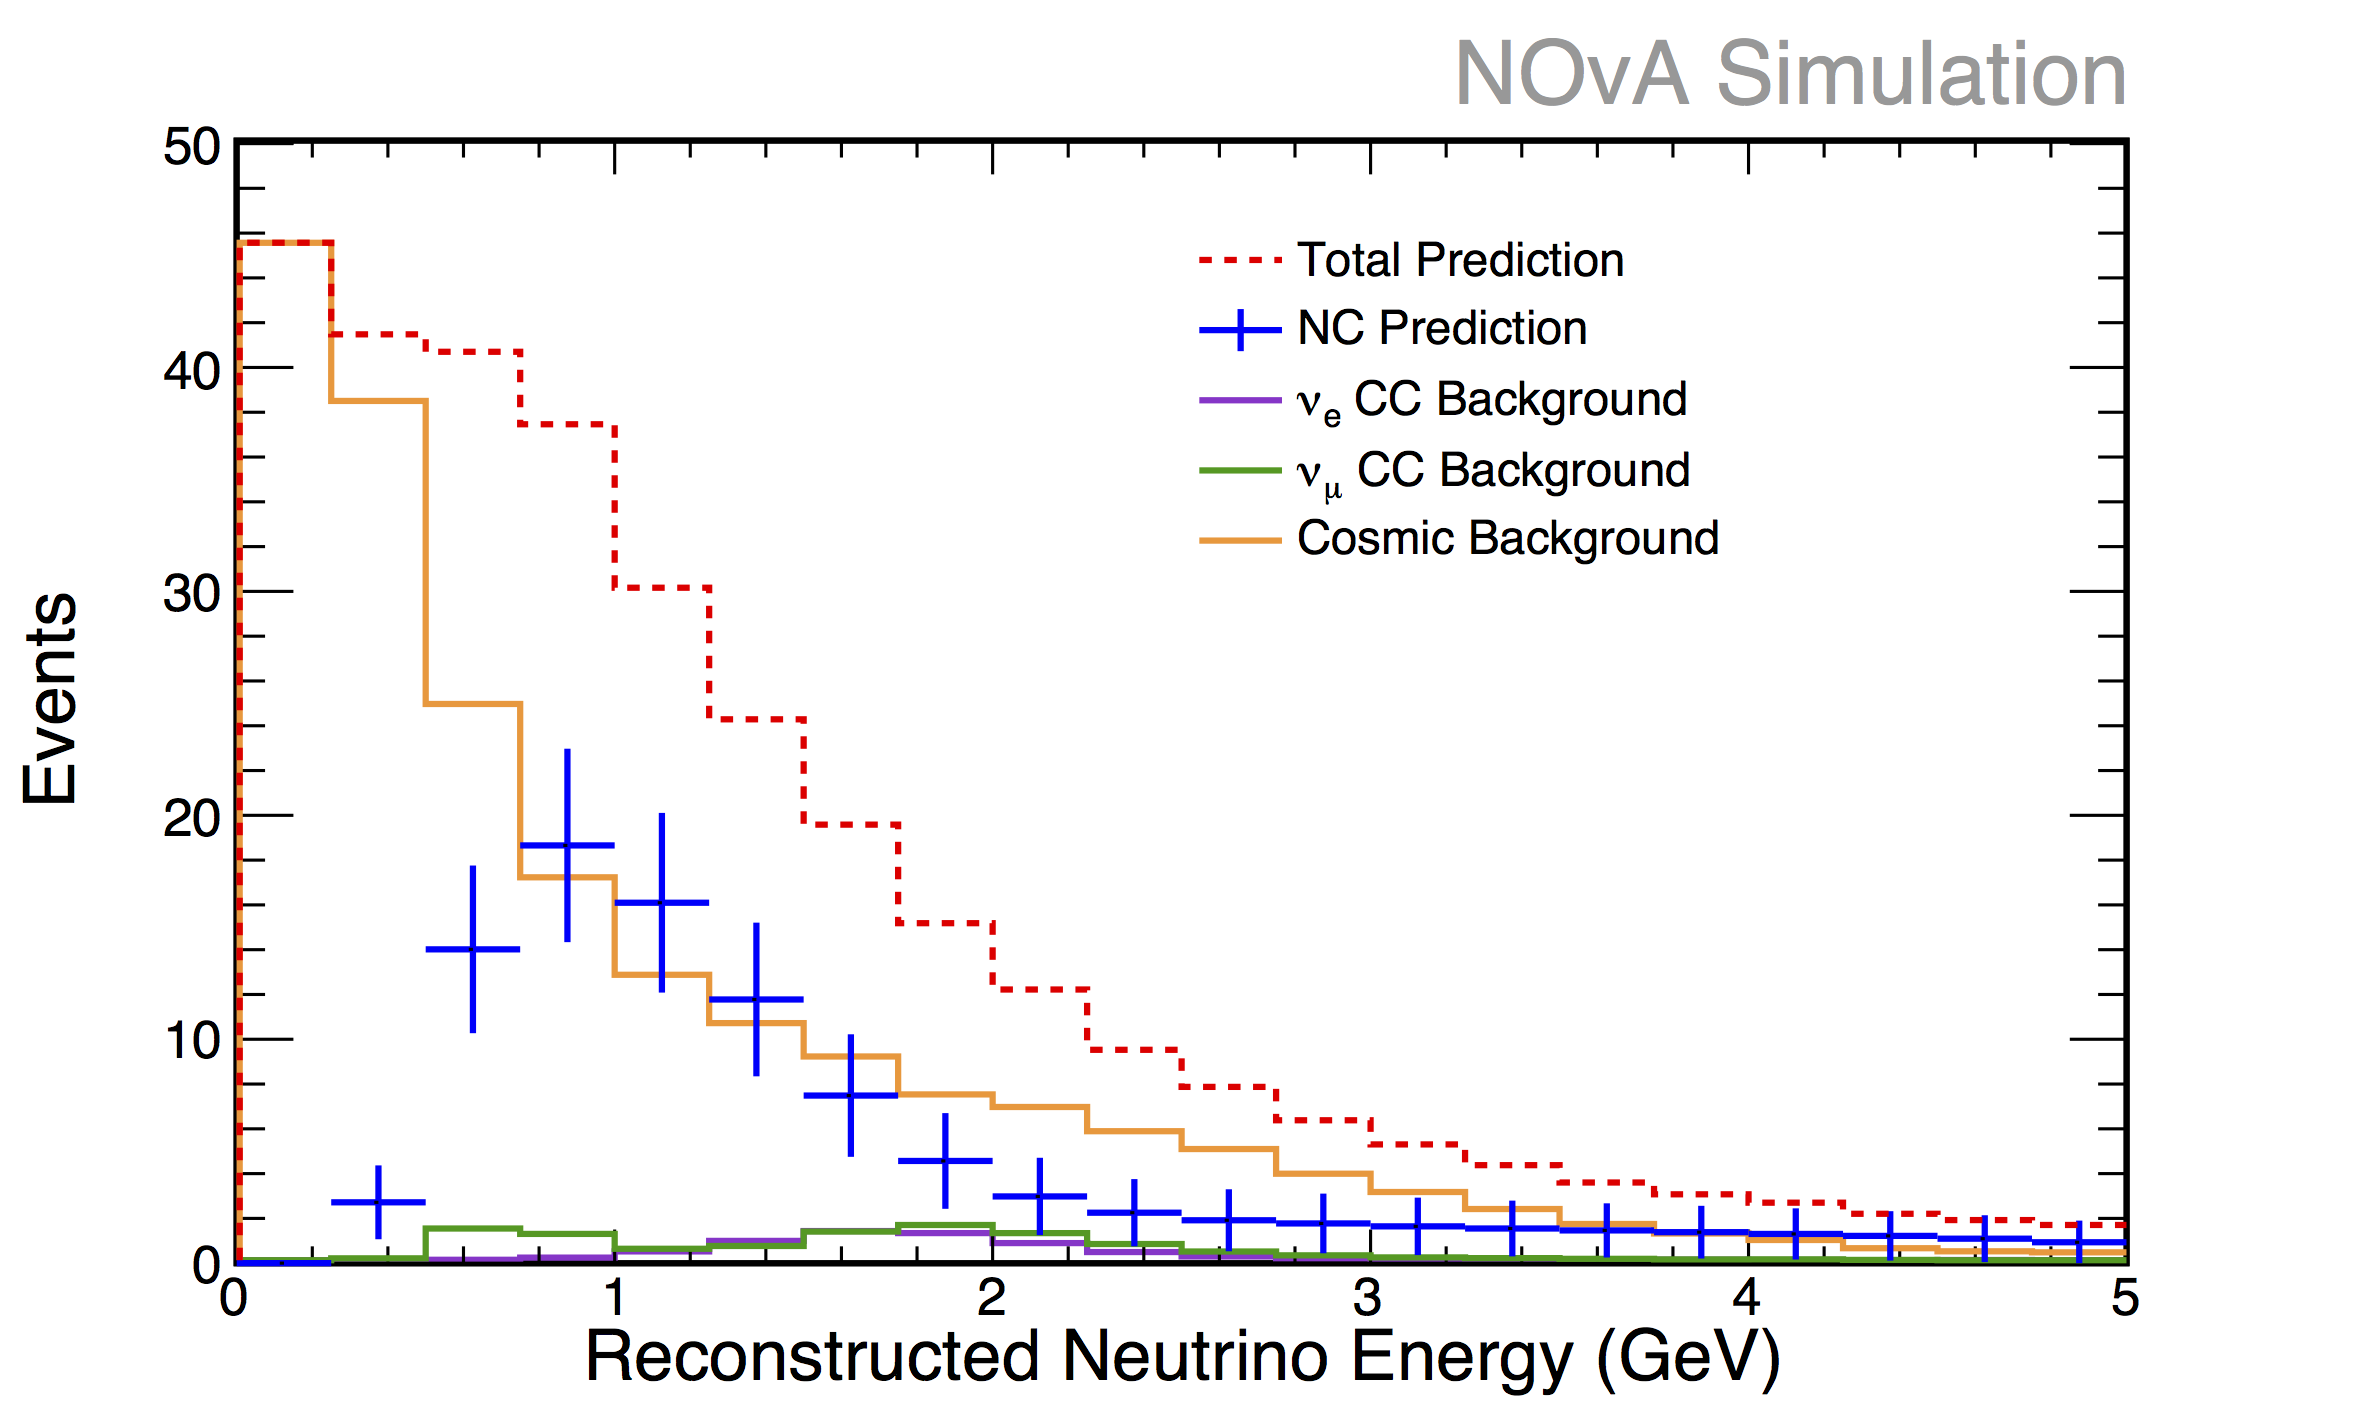 NOvA Simulation
50
40
30
20
10
0
Events
Total Prediction
NC Prediction
νe CC Background
νμ CC Background
Cosmic Background
0 1 2 3 4 5
Reconstructed Neutrino Energy (GeV)